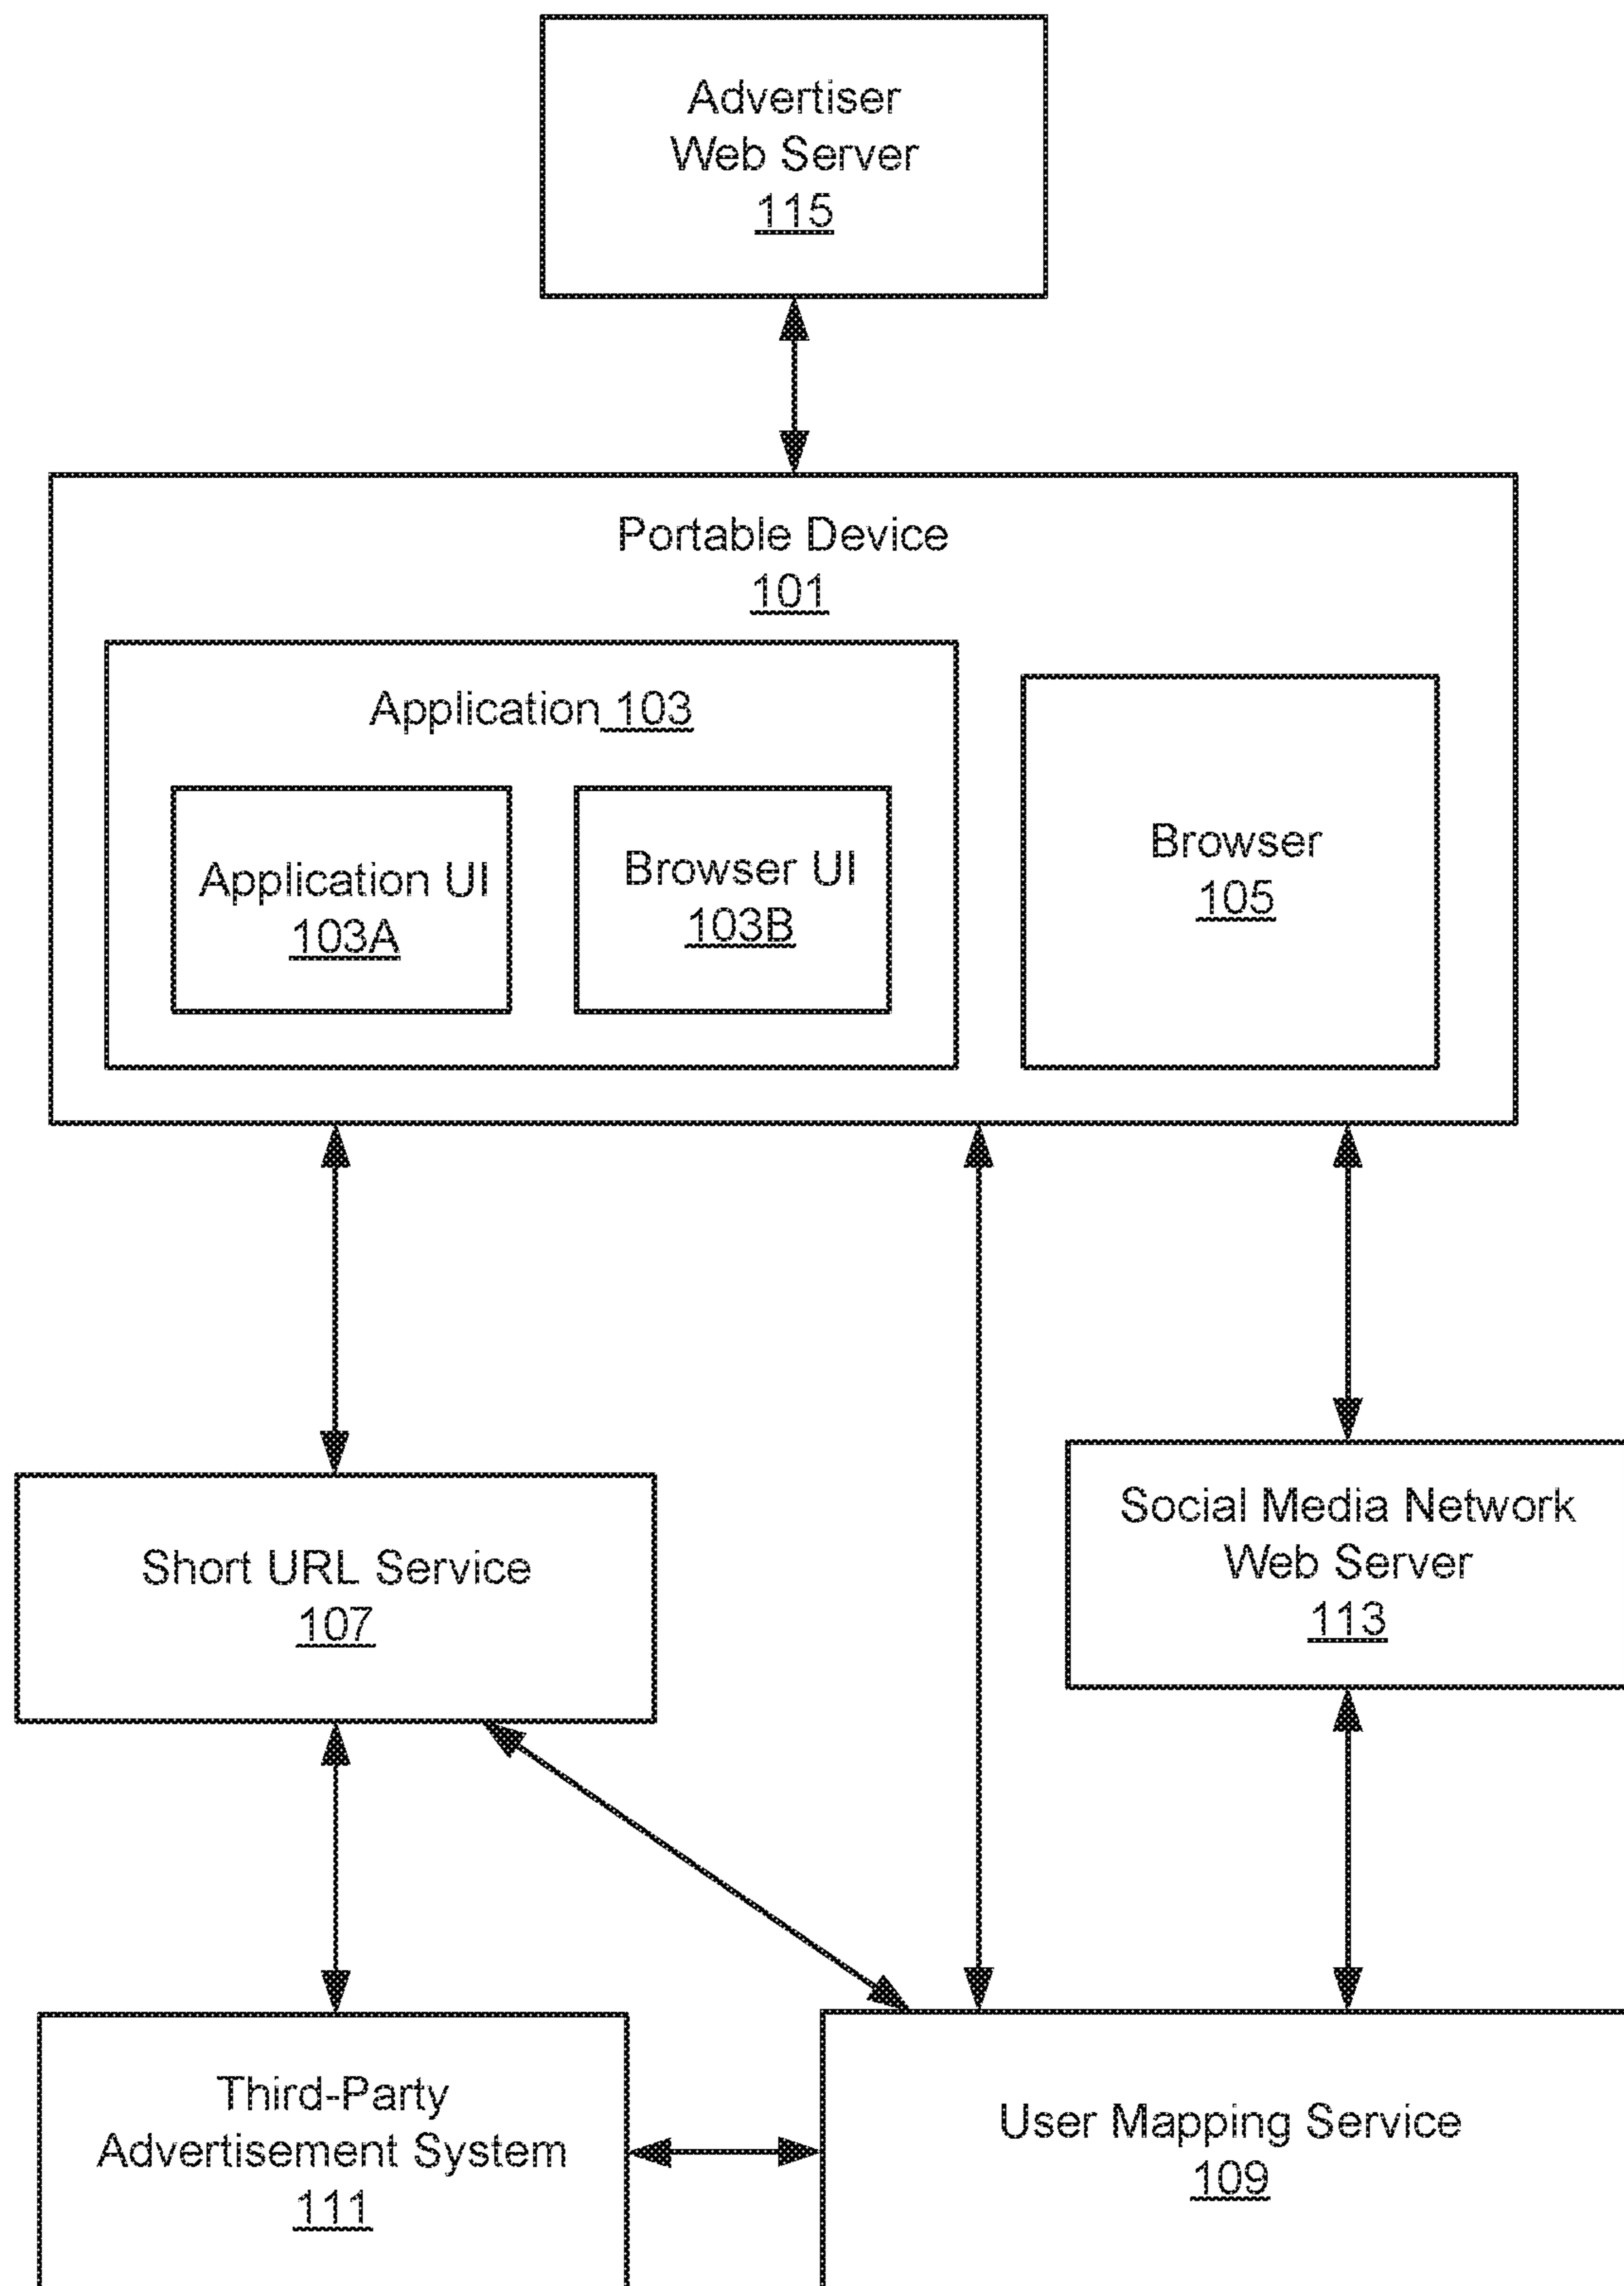 Advertiser
Web Server
115
Portable Device
101
Application 103
Application UI
103A
Browser UI
103B
Browser
105
Short URL Service
107
Social Media Network
Web Server
113
Third-Party
Advertisement System
111
User Mapping Service
109